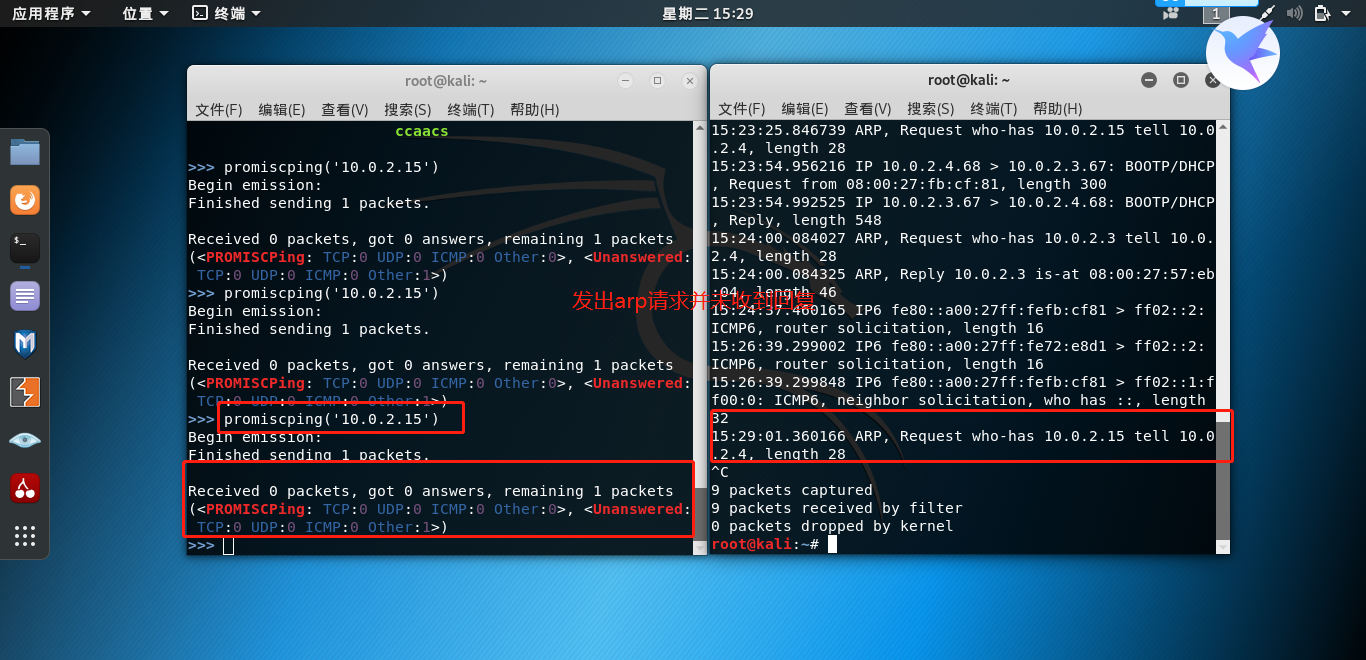 应用程序 位置 终端 星期二 15:29 1
root@kali: ~
文件(F) 编辑(E) 查看(V) 搜索(S) 终端(T) 帮助(H)
ccaacs
>>> promiscping('10.0.2.15')
Begin emission:
Finished sending 1 packets.
Received 0 packets, got 0 answers, remaining 1 packets
(<PROMISCPing: TCP:0 UDP:0 ICMP:0 Other:0>, <Unanswered:
TCP:0 UDP:0 ICMP:0 Other:1>)
>>> promiscping('10.0.2.15')
Begin emission:
Finished sending 1 packets.
Received 0 packets, got 0 answers, remaining 1 packets
(<PROMISCPing: TCP:0 UDP:0 ICMP:0 Other:0>, <Unanswered:
TCP:0 UDP:0 ICMP:0 Other:1>)
>>> promiscping('10.0.2.15')
Begin emission:
Finished sending 1 packets.
Received 0 packets, got 0 answers, remaining 1 packets
(<PROMISCPing: TCP:0 UDP:0 ICMP:0 Other:0>, <Unanswered:
TCP:0 UDP:0 ICMP:0 Other:1>)
>>>
发出arp请求并未收到回复
root@kali: ~
文件(F) 编辑(E) 查看(V) 搜索(S) 终端(T) 帮助(H)
15:23:25.846739 ARP, Request who-has 10.0.2.15 tell 10.0
.2.4, length 28
15:23:54.956216 IP 10.0.2.4.68 > 10.0.2.3.67: BOOTP/DHCP
, Request from 08:00:27:fb:cf:81, length 300
15:23:54.992525 IP 10.0.2.3.67 > 10.0.2.4.68: BOOTP/DHCP
, Reply, length 548
15:24:00.084027 ARP, Request who-has 10.0.2.3 tell 10.0.
2.4, length 28
15:24:00.084325 ARP, Reply 10.0.2.3 is-at 08:00:27:57:eb
:04, length 46
15:24:37.460165 IP6 fe80::a00:27ff:fefb:cf81 > ff02::2:
ICMP6, router solicitation, length 16
15:26:39.299002 IP6 fe80::a00:27ff:fe72:e8d1 > ff02::2:
ICMP6, router solicitation, length 16
15:26:39.299848 IP6 fe80::a00:27ff:fefb:cf81 > ff02::1:f
f00:0: ICMP6, neighbor solicitation, who has ::, length
32
15:29:01.360166 ARP, Request who-has 10.0.2.15 tell 10.0
.2.4, length 28
^C
9 packets captured
9 packets received by filter
0 packets dropped by kernel
root@kali:~#